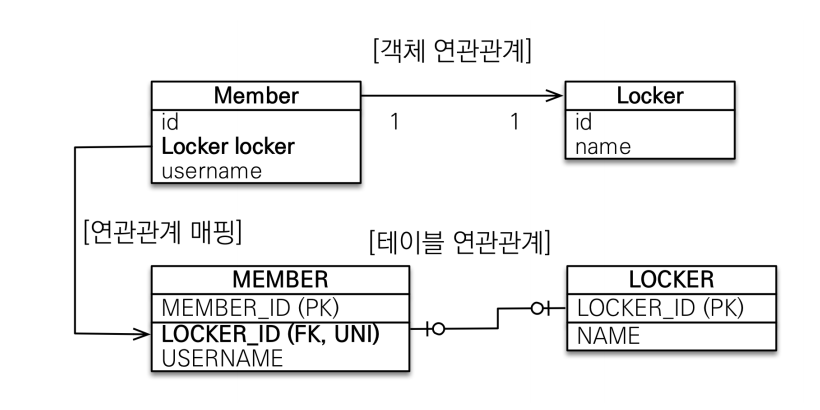 [객체 연관관계]
Member
id
Locker locker
username
1
1
Locker
id
name
[연관관계 매핑]
[테이블 연관관계]
MEMBER
MEMBER_ID (PK)
LOCKER_ID (FK, UNI)
USERNAME
LOCKER
LOCKER_ID (PK)
NAME